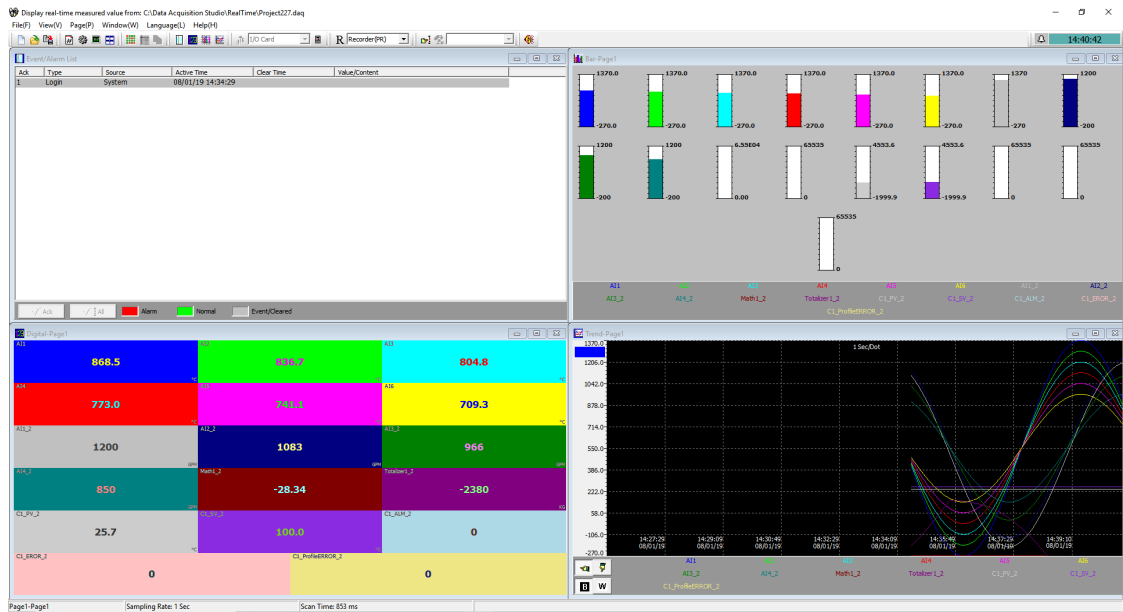 Display real-time measured value from: C:\Data Acquisition Studio\RealTime\Project227.daq
File(F) View(V) Page(P) Window(W) Language(L) Help(H)
I/O Card R Recorder(PR) 14:40:42
Event/Alarm List
Ack Type Source Active Time Clear Time Value/Content
1 Login System 08/01/19 14:34:29
Ack All Alarm Normal Event/Cleared
Bar-Page1
1370.0 1370.0 1370.0 1370.0 1370.0 1370.0 1370 1200
-270.0 -270.0 -270.0 -270.0 -270.0 -270.0 -270 -200
1200 1200 6.55E04 65535 4553.6 4553.6 65535 65535
-200 -200 0.00 0 -1999.9 -1999.9 0 0
65535
0
AI1 AI3 AI4 AI5 AI6 AI1_2 AI2_2
AI3_2 AI4_2 Math1_2 Totalizer1_2 C1_PV_2 C1_SV_2 C1_ALM_2 C1_EROR_2
C1_ProfileERROR_2
Digital-Page1
AI1 AI2 AI3
868.5 836.7 804.8
°C °C
AI4 AI5 AI6
773.0 741.1 709.3
°C °C
AI1_2 AI2_2 AI3_2
1200 1083 966
GPM GPM GPM
AI4_2 Math1_2 Totalizer1_2
850 -28.34 -2380
GPM KG
C1_PV_2 C1_SV_2 C1_ALM_2
25.7 100.0 0
°C
C1_EROR_2 C1_ProfileERROR_2
0 0
Trend-Page1
1 Sec/Dot
1370.0
1206.0
1042.0
878.0
714.0
550.0
386.0
222.0
58.0
-106.0
-270.0
14:27:29 14:29:09 14:30:49 14:32:29 14:34:09 14:35:49 14:37:29 14:39:10
08/01/19 08/01/19 08/01/19 08/01/19 08/01/19 08/01/19 08/01/19 08/01/19
AI1 AI3 AI4 AI5 AI6
AI3_2 AI4_2 Math1_2 Totalizer1_2 C1_PV_2 C1_SV_2
C1_ProfileERROR_2
B W
Page1-Page1 Sampling Rate: 1 Sec Scan Time: 853 ms